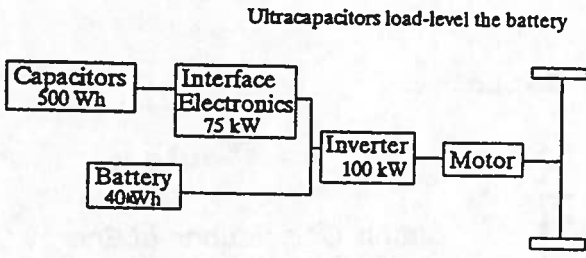 Ultracapacitors load-level the battery
Capacitors
500 Wh
Interface
Electronics
75 kW
Inverter
100 kW
Motor
Battery
40kWh